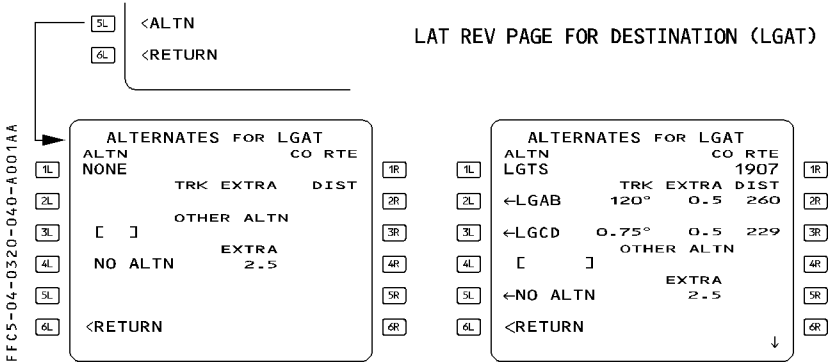 5L <ALTN
LAT REV PAGE FOR DESTINATION (LGAT)
6L <RETURN
FFC5-04-0320-040-A001AA
ALTERNATES FOR LGAT
ALTN CO RTE
1L NONE 1R
TRK EXTRA DIST
2L 2R
OTHER ALTN
3L [ ] 3R
EXTRA
4L NO ALTN 2.5 4R
5L 5R
6L <RETURN 6R
ALTERNATES FOR LGAT
ALTN CO RTE
1L LGTS 1907 1R
TRK EXTRA DIST
2L ←LGAB 120° 0.5 260 2R
3L ←LGCD 0.75° 0.5 229 3R
OTHER ALTN
4L [ ] 4R
EXTRA
5L ←NO ALTN 2.5 5R
6L <RETURN ↓ 6R